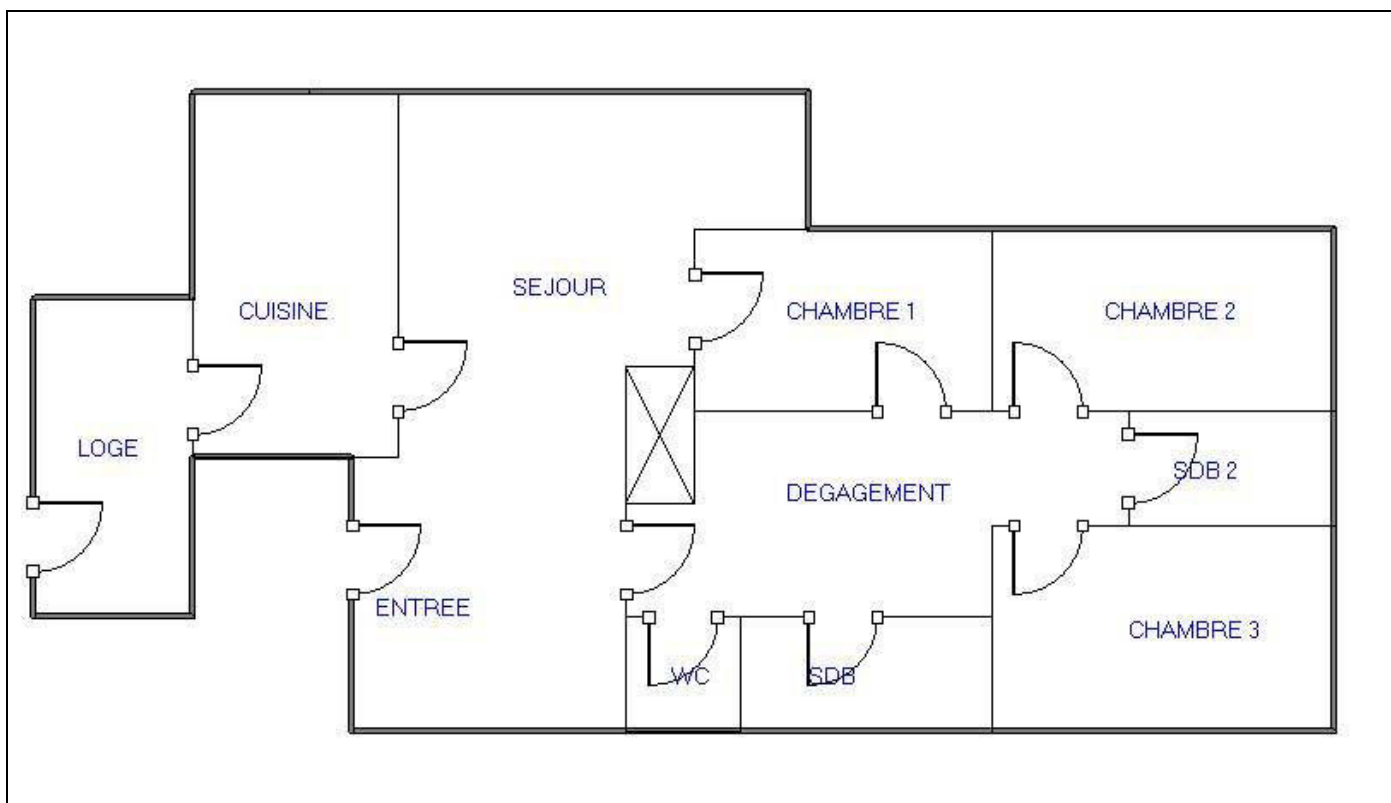 SEJOUR
CUISINE
CHAMBRE 1
CHAMBRE 2
LOGE
DEGAGEMENT
SDB 2
ENTREE
CHAMBRE 3
WC
SDB